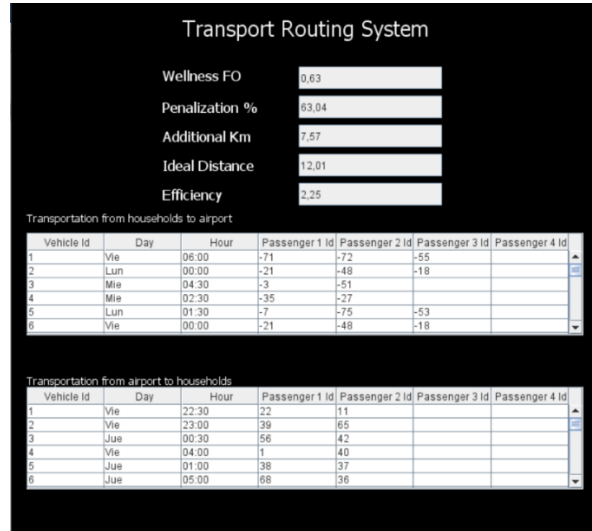 Transport Routing System
Wellness FO 0,63
Penalization % 63,04
Additional Km 7,57
Ideal Distance 12,01
Efficiency 2,25
Transportation from households to airport
Vehicle Id Day Hour Passenger 1 Id Passenger 2 Id Passenger 3 Id Passenger 4 Id
1 Vie 06:00 -71 -72 -55
2 Lun 00:00 -21 -48 -18
3 Mie 04:30 -3 -51
4 Mie 02:30 -35 -27
5 Lun 01:30 -7 -75 -53
6 Vie 00:00 -21 -48 -18
Transportation from airport to households
Vehicle Id Day Hour Passenger 1 Id Passenger 2 Id Passenger 3 Id Passenger 4 Id
1 Vie 22:30 22 11
2 Vie 23:00 39 65
3 Jue 00:30 56 42
4 Vie 04:00 1 40
5 Jue 01:00 38 37
6 Jue 05:00 68 36